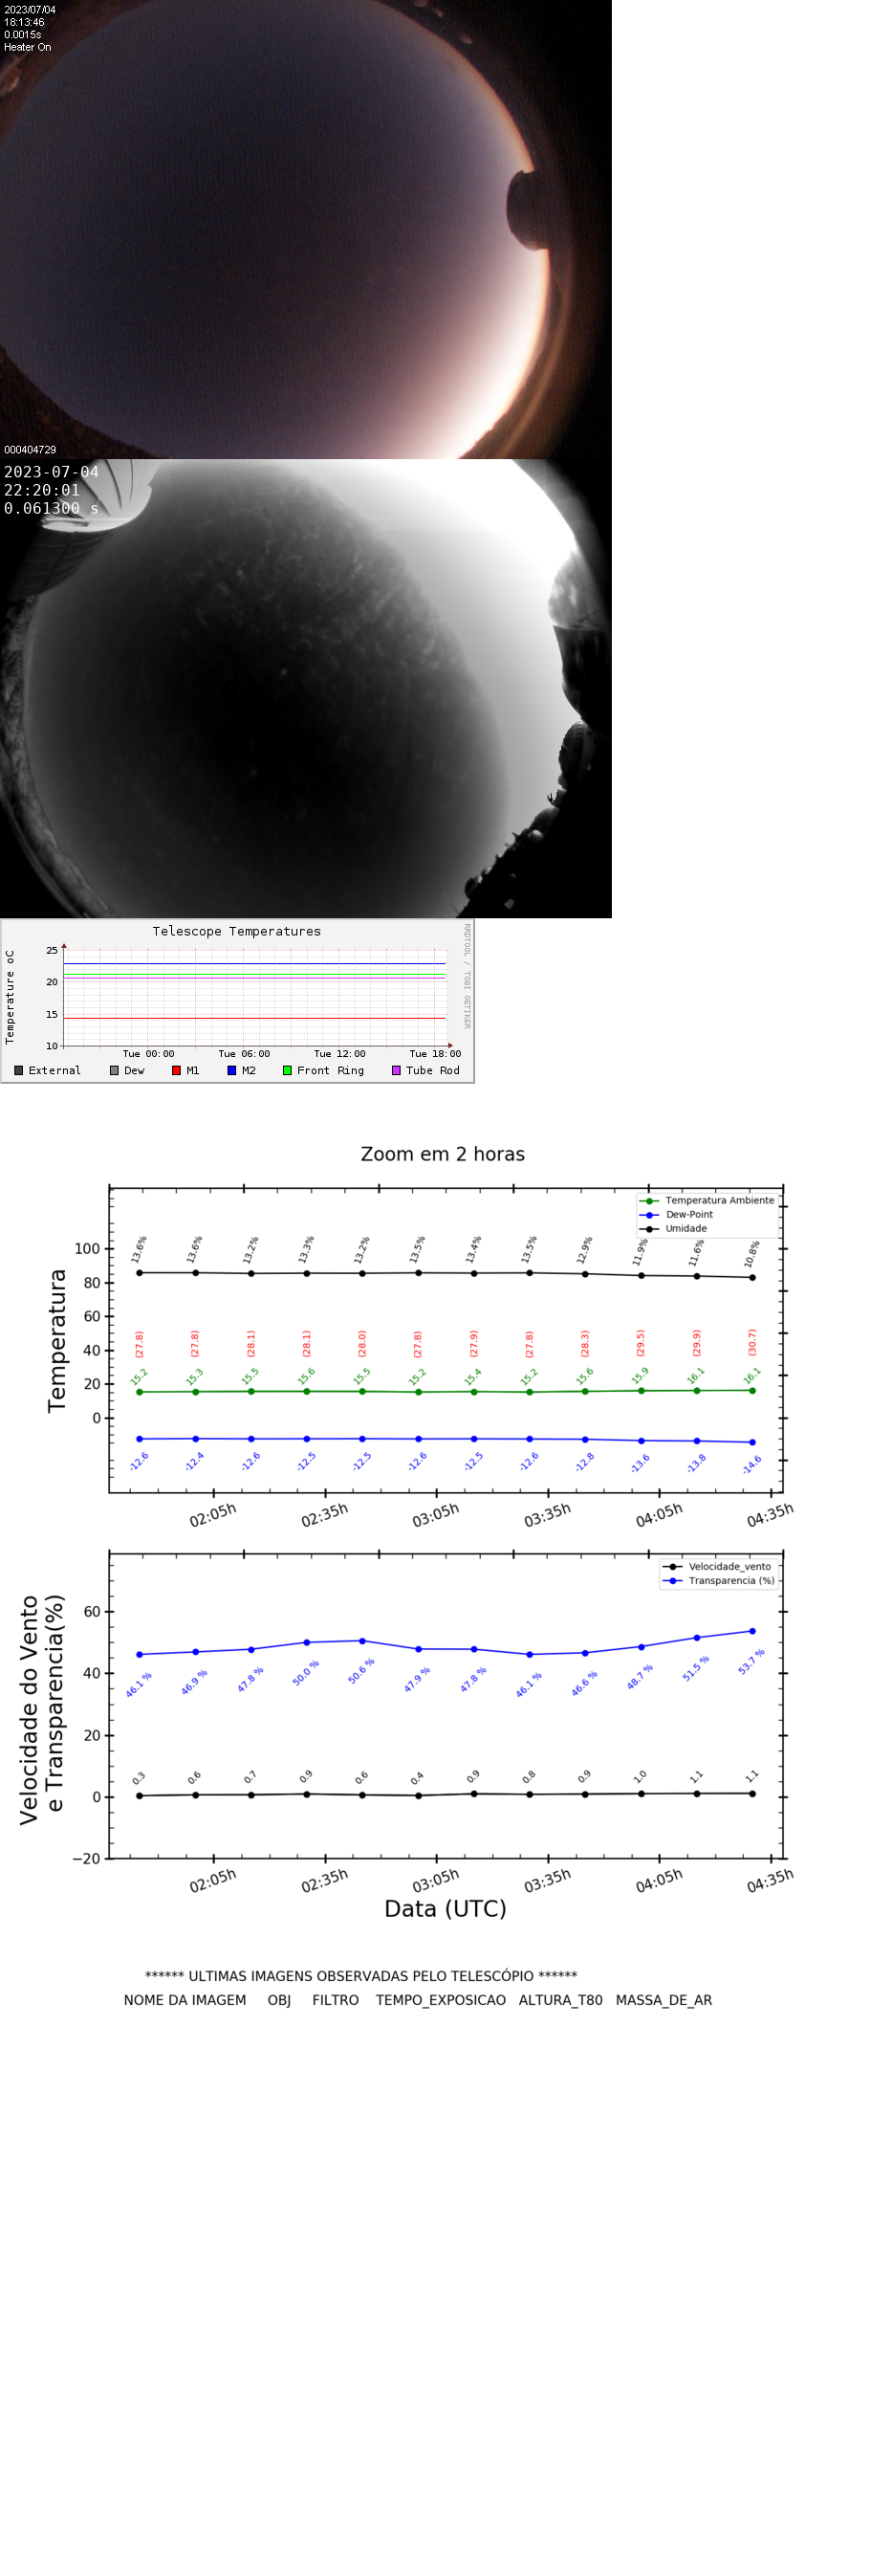 2023/07/04
18:13:46
0.0015s
Heater On
000404729
2023-07-04
22:20:01
0.061300 s
Telescope Temperatures
RRDTOOL / TOBI OETIKER
Temperature oC
25
20
15
10
Tue 00:00 Tue 06:00 Tue 12:00 Tue 18:00
External Dew M1 M2 Front Ring Tube Rod
Zoom em 2 horas
Temperatura Ambiente
Dew-Point
Umidade
Temperatura
100
80
60
40
20
0
13.6% 13.6% 13.2% 13.3% 13.2% 13.5% 13.4% 13.5% 12.9% 11.9% 11.6% 10.8%
(27.8) (27.8) (28.1) (28.1) (28.0) (27.8) (27.9) (27.8) (28.3) (29.5) (29.9) (30.7)
15.2 15.3 15.5 15.6 15.5 15.2 15.4 15.2 15.6 15.9 16.1 16.1
-12.6 -12.4 -12.6 -12.5 -12.5 -12.6 -12.5 -12.6 -12.8 -13.6 -13.8 -14.6
02:05h 02:35h 03:05h 03:35h 04:05h 04:35h
Velocidade_vento
Transparencia (%)
Velocidade do Vento
e Transparencia(%)
60
40
20
0
−20
46.1 % 46.9 % 47.8 % 50.0 % 50.6 % 47.9 % 47.8 % 46.1 % 46.6 % 48.7 % 51.5 % 53.7 %
0.3 0.6 0.7 0.9 0.6 0.4 0.9 0.8 0.9 1.0 1.1 1.1
02:05h 02:35h 03:05h 03:35h 04:05h 04:35h
Data (UTC)
****** ULTIMAS IMAGENS OBSERVADAS PELO TELESCÓPIO ******
NOME DA IMAGEM OBJ FILTRO TEMPO_EXPOSICAO ALTURA_T80 MASSA_DE_AR